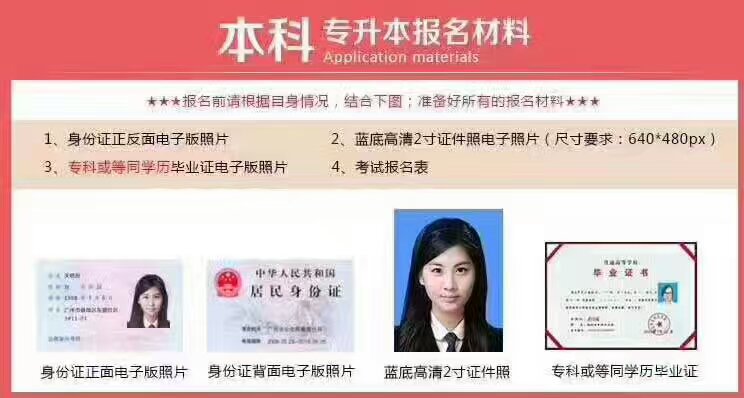 本科 专升本报名材料
Application materials
★★★报名前请根据目身情况，结合下图；准备好所有的报名材料★★★
1、身份证正反面电子版照片
2、蓝底高清2寸证件照电子照片（尺寸要求：640*480px）
3、专科或等同学历毕业证电子版照片
4、考试报名表
中华人民共和国
居民身份证
普通高等学校
毕业证书
身份证正面电子版照片
身份证背面电子版照片
蓝底高清2寸证件照
专科或等同学历毕业证